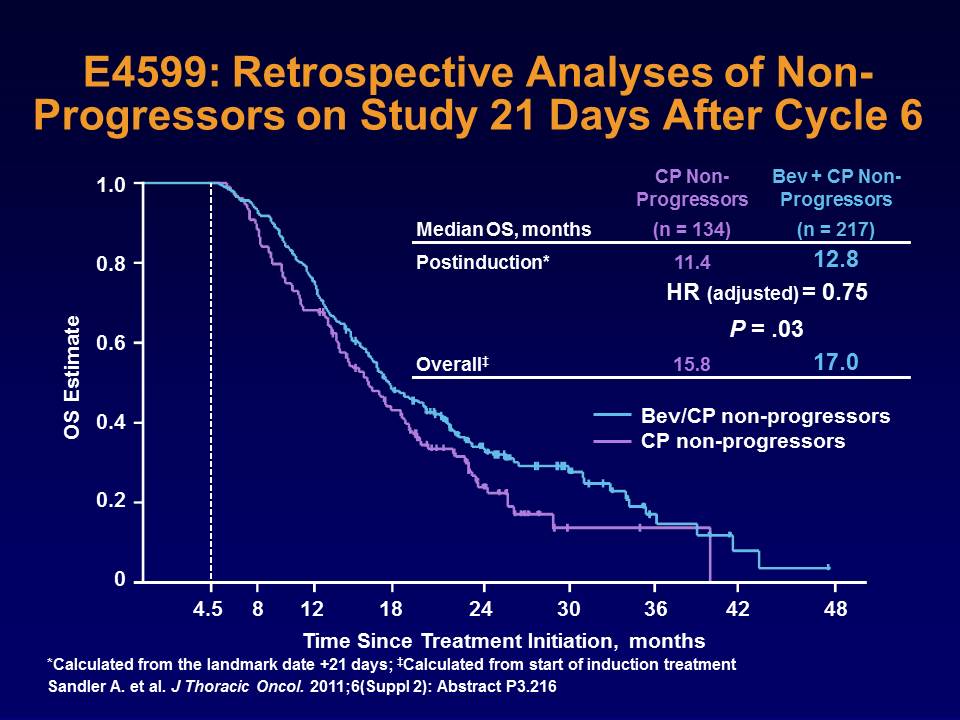 E4599: Retrospective Analyses of Non-
Progressors on Study 21 Days After Cycle 6
CP Non-
Progressors
Bev + CP Non-
Progressors
Median OS, months
(n = 134)
(n = 217)
Postinduction*
11.4
12.8
HR (adjusted) = 0.75
P = .03
Overall‡
15.8
17.0
Bev/CP non-progressors
CP non-progressors
OS Estimate
1.0
0.8
0.6
0.4
0.2
0
4.5 8 12 18 24 30 36 42 48
Time Since Treatment Initiation, months
*Calculated from the landmark date +21 days; ‡Calculated from start of induction treatment
Sandler A. et al. J Thoracic Oncol. 2011;6(Suppl 2): Abstract P3.216